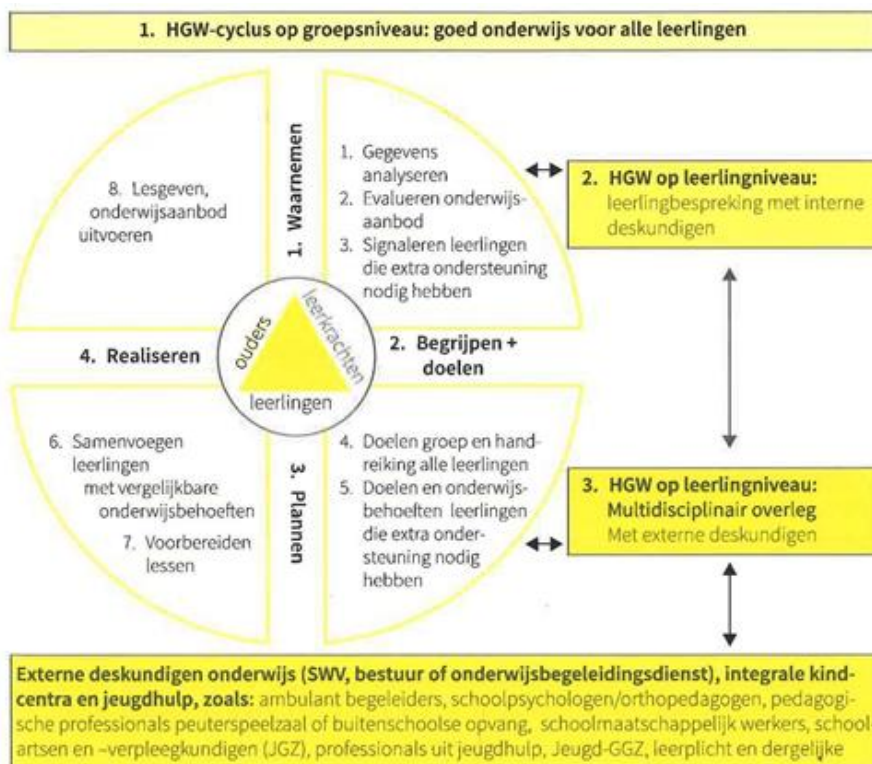 1. HGW-cyclus op groepsniveau: goed onderwijs voor alle leerlingen
8. Lesgeven,
onderwijsaanbod
uitvoeren
1. Waarnemen
1. Gegevens
analyseren
2. Evalueren onderwijs-
aanbod
3. Signaleren leerlingen
die extra ondersteuning
nodig hebben
2. HGW op leerlingniveau:
leerlingbespreking met interne
deskundigen
4. Realiseren
ouders
leerkrachten
leerlingen
2. Begrijpen +
doelen
6. Samenvoegen
leerlingen
met vergelijkbare
onderwijsbehoeften
7. Voorbereiden
lessen
3. Plannen
4. Doelen groep en hand-
reiking alle leerlingen
5. Doelen en onderwijs-
behoeften leerlingen
die extra onder-
steuning nodig
hebben
3. HGW op leerlingniveau:
Multidisciplinair overleg
Met externe deskundigen
Externe deskundigen onderwijs (SWV, bestuur of onderwijsbegeleidingsdienst), integrale kind-
centra en jeugdhulp, zoals: ambulant begeleiders, schoolpsychologen/orthopedagogen, pedagogi-
sche professionals peuterspeelzaal of buitenschoolse opvang, schoolmaatschappelijk werkers, school-
artsen en –verpleegkundigen (JGZ), professionals uit jeugdhulp, Jeugd-GGZ, leerplicht en dergelijke